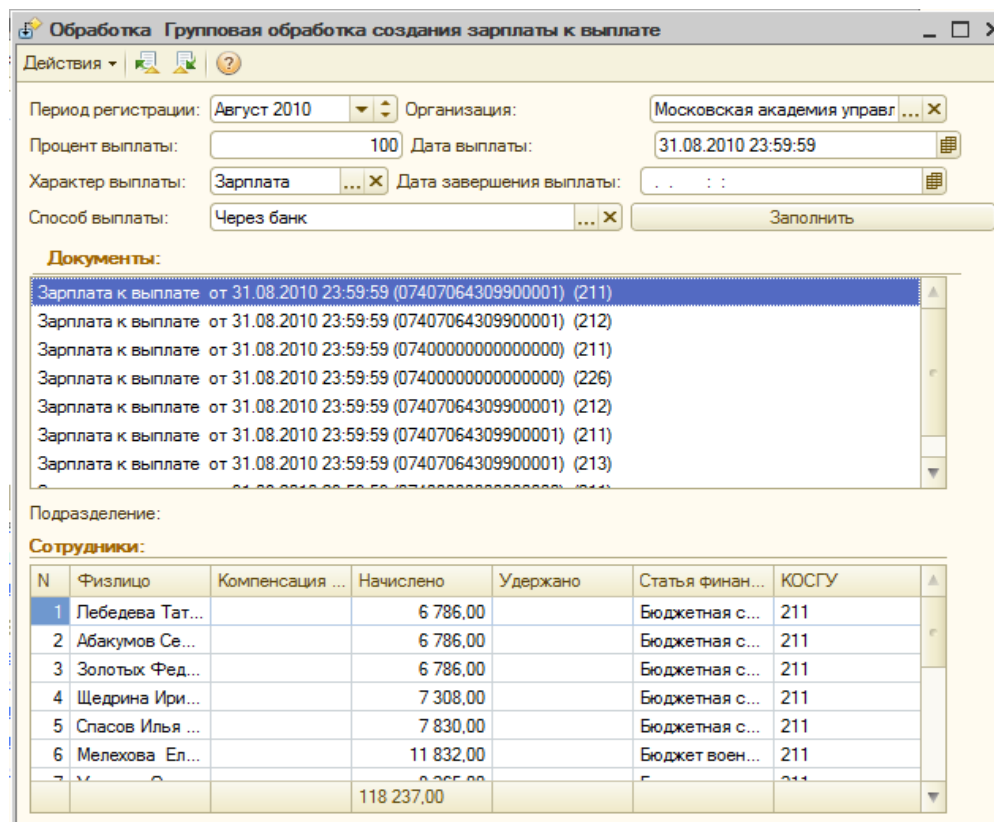 Обработка Групповая обработка создания зарплаты к выплате
Действия
Период регистрации: Август 2010 Организация: Московская академия управл ...
Процент выплаты: 100 Дата выплаты: 31.08.2010 23:59:59
Характер выплаты: Зарплата ... Дата завершения выплаты: . . : :
Способ выплаты: Через банк ... Заполнить
Документы:
Зарплата к выплате от 31.08.2010 23:59:59 (07407064309900001) (211)
Зарплата к выплате от 31.08.2010 23:59:59 (07407064309900001) (212)
Зарплата к выплате от 31.08.2010 23:59:59 (07400000000000000) (211)
Зарплата к выплате от 31.08.2010 23:59:59 (07400000000000000) (226)
Зарплата к выплате от 31.08.2010 23:59:59 (07407064309900001) (212)
Зарплата к выплате от 31.08.2010 23:59:59 (07407064309900001) (211)
Зарплата к выплате от 31.08.2010 23:59:59 (07407064309900001) (213)
Подразделение:
Сотрудники:
N Физлицо Компенсация ... Начислено Удержано Статья финан... КОСГУ
1 Лебедева Тат... 6 786,00 Бюджетная с... 211
2 Абакумов Се... 6 786,00 Бюджетная с... 211
3 Золотых Фед... 6 786,00 Бюджетная с... 211
4 Щедрина Ири... 7 308,00 Бюджетная с... 211
5 Спасов Илья ... 7 830,00 Бюджетная с... 211
6 Мелехова Ел... 11 832,00 Бюджет воен... 211
118 237,00